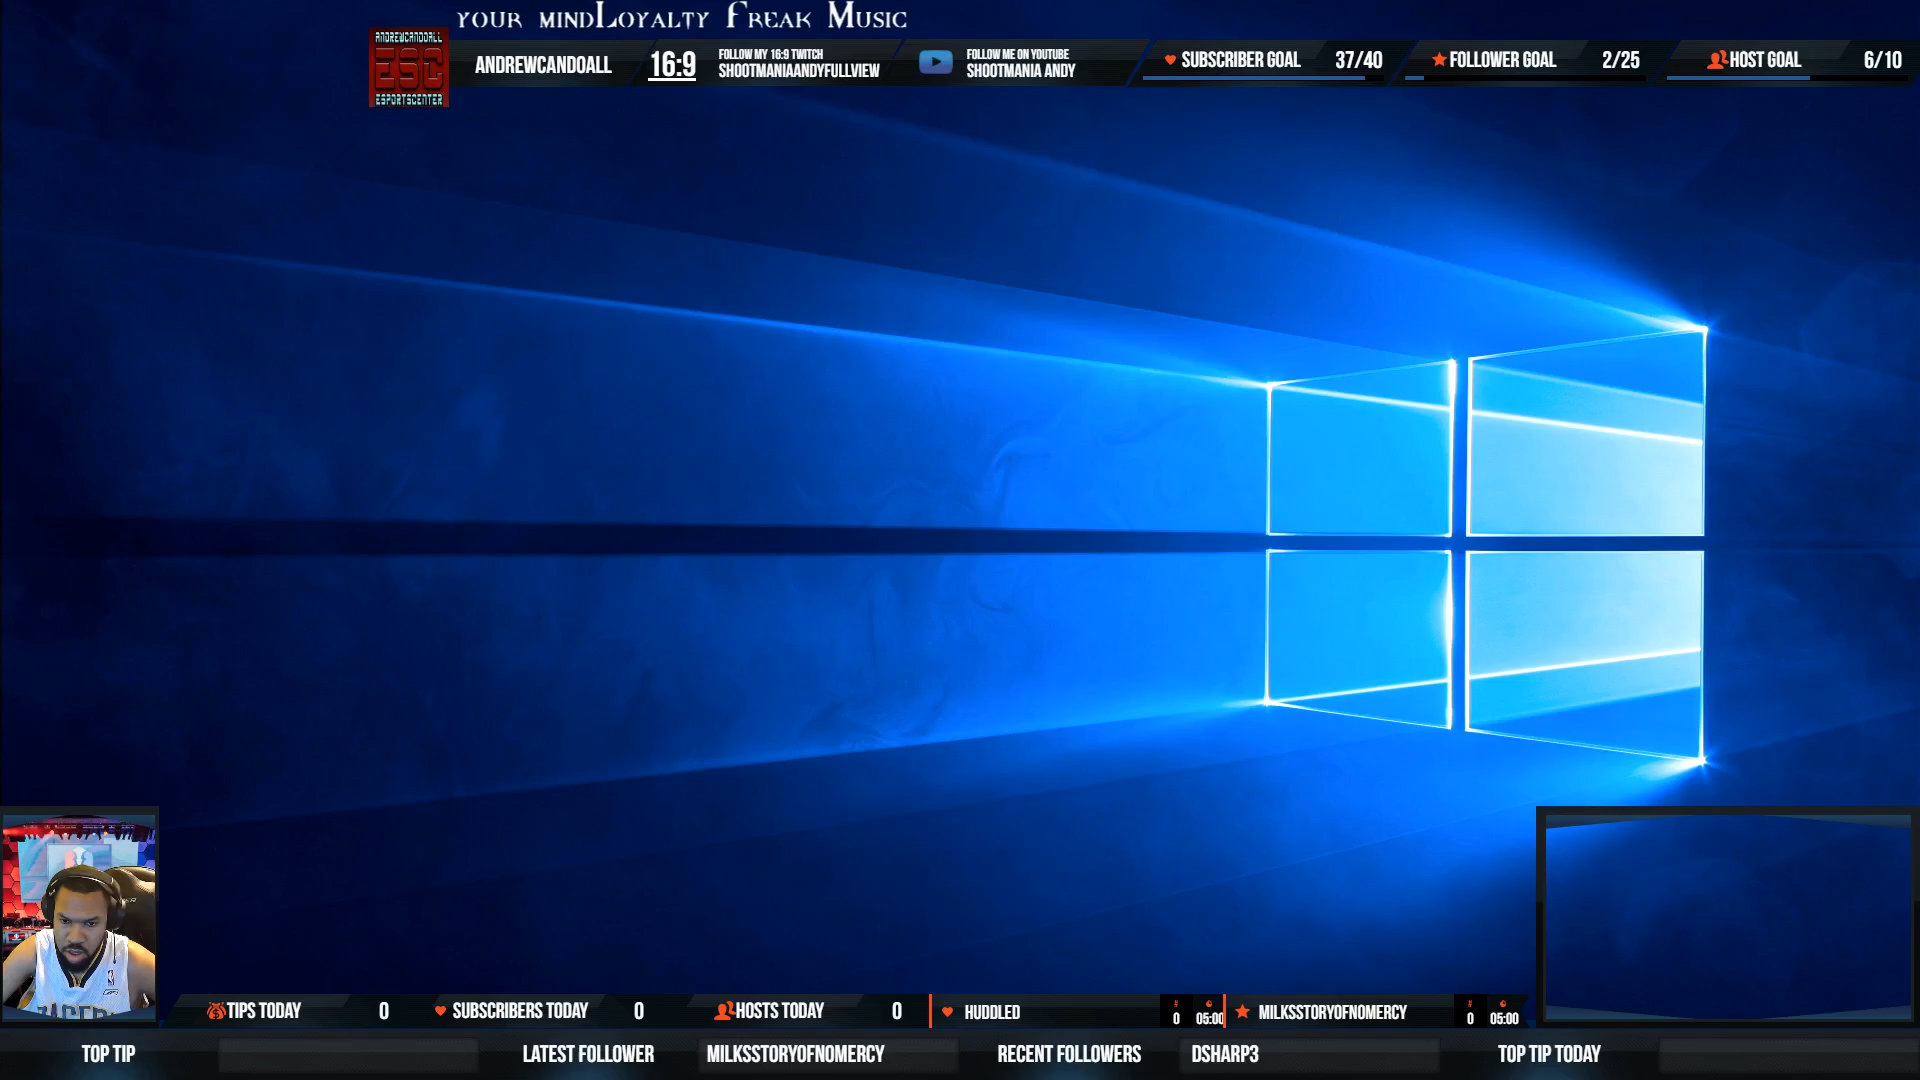 your mindLoyalty Freak Music
ANDREWCANDOALL
ESC
ESPORTSCENTER
ANDREWCANDOALL
16:9
FOLLOW MY 16:9 TWITCH
SHOOTMANIAANDYFULLVIEW
FOLLOW ME ON YOUTUBE
SHOOTMANIA ANDY
SUBSCRIBER GOAL 37/40
FOLLOWER GOAL 2/25
HOST GOAL 6/10
TIPS TODAY 0
SUBSCRIBERS TODAY 0
HOSTS TODAY 0
HUDDLED
# 0 05:00
MILKSSTORYOFNOMERCY
# 0 05:00
TOP TIP
LATEST FOLLOWER MILKSSTORYOFNOMERCY
RECENT FOLLOWERS DSHARP3
TOP TIP TODAY